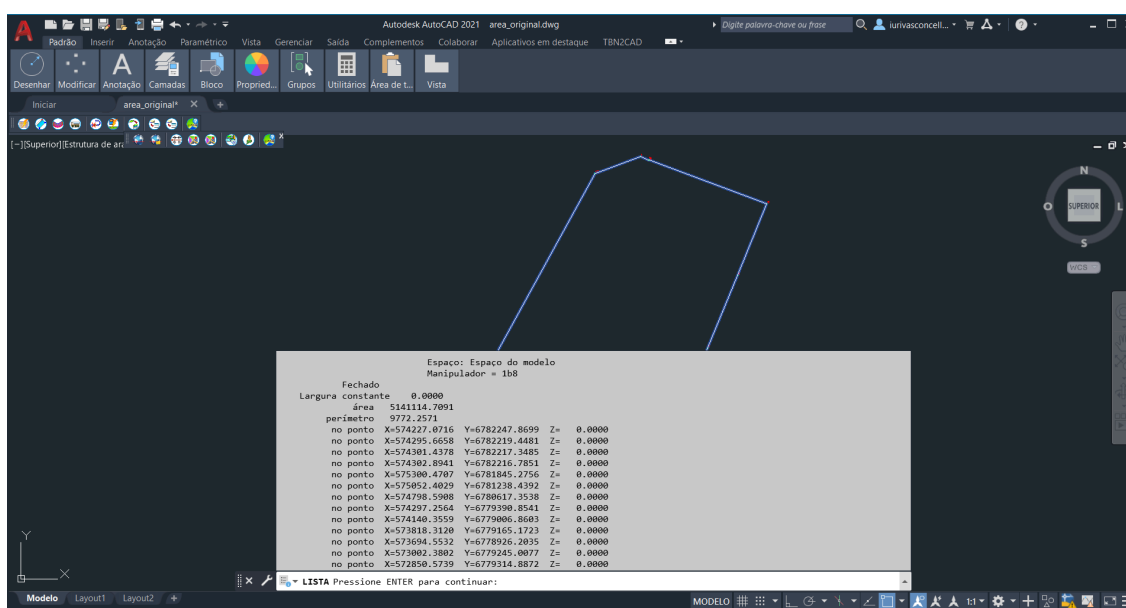 Autodesk AutoCAD 2021 area_original.dwg
Digite palavra-chave ou frase
iurivasconcell...
Padrão Inserir Anotação Paramétrico Vista Gerenciar Saída Complementos Colaborar Aplicativos em destaque TBN2CAD
Desenhar Modificar Anotação Camadas Bloco Propried... Grupos Utilitários Área de t... Vista
Iniciar area_original* +
[−][Superior][Estrutura de ara
N
O SUPERIOR L
S
WCS
Espaço: Espaço do modelo
Manipulador = 1b8
Fechado
Largura constante 0.0000
área 5141114.7091
perímetro 9772.2571
no ponto X=574227.0716 Y=6782247.8699 Z= 0.0000
no ponto X=574295.6658 Y=6782219.4481 Z= 0.0000
no ponto X=574301.4378 Y=6782217.3485 Z= 0.0000
no ponto X=574302.8941 Y=6782216.7851 Z= 0.0000
no ponto X=575300.4707 Y=6781845.2756 Z= 0.0000
no ponto X=575052.4029 Y=6781238.4392 Z= 0.0000
no ponto X=574798.5908 Y=6780617.3538 Z= 0.0000
no ponto X=574297.2564 Y=6779390.8541 Z= 0.0000
no ponto X=574140.3559 Y=6779006.8603 Z= 0.0000
no ponto X=573818.3120 Y=6779165.1723 Z= 0.0000
no ponto X=573694.5532 Y=6778926.2035 Z= 0.0000
no ponto X=573002.3802 Y=6779245.0077 Z= 0.0000
no ponto X=572850.5739 Y=6779314.8872 Z= 0.0000
Y
X
LISTA Pressione ENTER para continuar:
Modelo Layout1 Layout2 +
MODELO 1:1